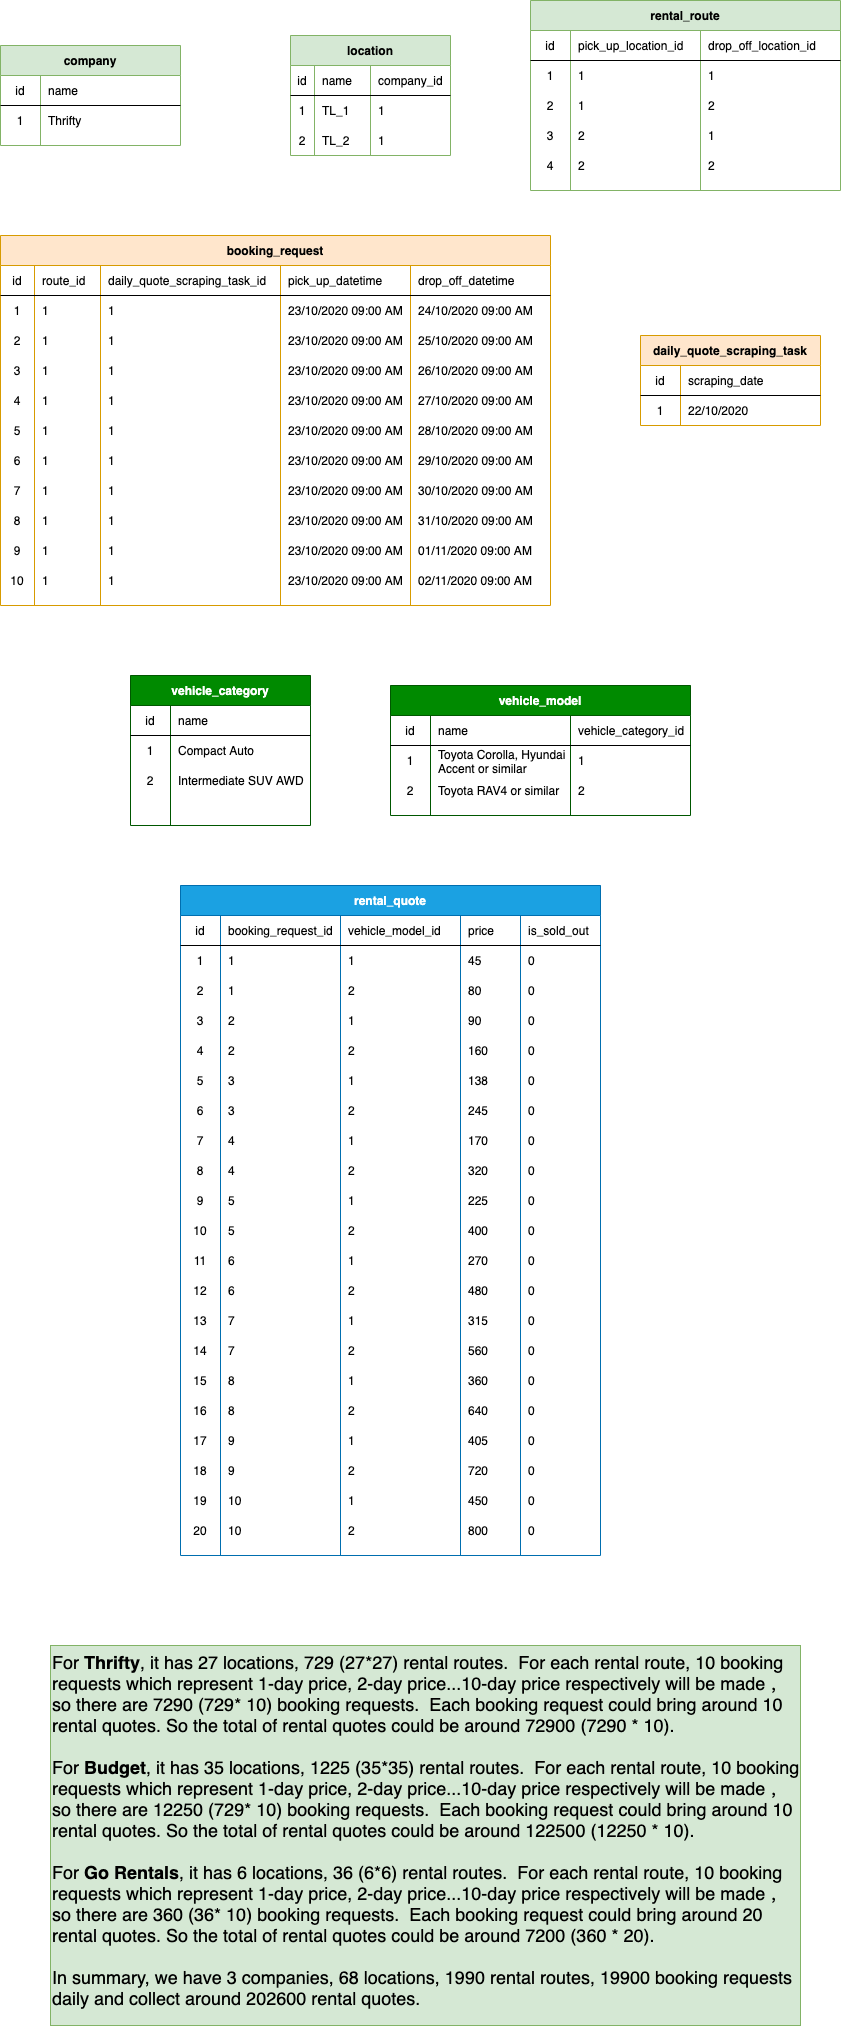 company
id name
1 Thrifty
location
id name company_id
1 TL_1 1
2 TL_2 1
rental_route
id pick_up_location_id drop_off_location_id
1 1 1
2 1 2
3 2 1
4 2 2
booking_request
id route_id daily_quote_scraping_task_id pick_up_datetime drop_off_datetime
1 1 1 23/10/2020 09:00 AM 24/10/2020 09:00 AM
2 1 1 23/10/2020 09:00 AM 25/10/2020 09:00 AM
3 1 1 23/10/2020 09:00 AM 26/10/2020 09:00 AM
4 1 1 23/10/2020 09:00 AM 27/10/2020 09:00 AM
5 1 1 23/10/2020 09:00 AM 28/10/2020 09:00 AM
6 1 1 23/10/2020 09:00 AM 29/10/2020 09:00 AM
7 1 1 23/10/2020 09:00 AM 30/10/2020 09:00 AM
8 1 1 23/10/2020 09:00 AM 31/10/2020 09:00 AM
9 1 1 23/10/2020 09:00 AM 01/11/2020 09:00 AM
10 1 1 23/10/2020 09:00 AM 02/11/2020 09:00 AM
daily_quote_scraping_task
id scraping_date
1 22/10/2020
vehicle_category
id name
1 Compact Auto
2 Intermediate SUV AWD
vehicle_model
id name vehicle_category_id
1 Toyota Corolla, Hyundai 1
Accent or similar
2 Toyota RAV4 or similar 2
rental_quote
id booking_request_id vehicle_model_id price is_sold_out
1 1 1 45 0
2 1 2 80 0
3 2 1 90 0
4 2 2 160 0
5 3 1 138 0
6 3 2 245 0
7 4 1 170 0
8 4 2 320 0
9 5 1 225 0
10 5 2 400 0
11 6 1 270 0
12 6 2 480 0
13 7 1 315 0
14 7 2 560 0
15 8 1 360 0
16 8 2 640 0
17 9 1 405 0
18 9 2 720 0
19 10 1 450 0
20 10 2 800 0
For Thrifty, it has 27 locations, 729 (27*27) rental routes.  For each rental route, 10 booking
requests which represent 1-day price, 2-day price...10-day price respectively will be made ,
so there are 7290 (729* 10) booking requests.  Each booking request could bring around 10
rental quotes. So the total of rental quotes could be around 72900 (7290 * 10).
For Budget, it has 35 locations, 1225 (35*35) rental routes.  For each rental route, 10 booking
requests which represent 1-day price, 2-day price...10-day price respectively will be made ,
so there are 12250 (729* 10) booking requests.  Each booking request could bring around 10
rental quotes. So the total of rental quotes could be around 122500 (12250 * 10).
For Go Rentals, it has 6 locations, 36 (6*6) rental routes.  For each rental route, 10 booking
requests which represent 1-day price, 2-day price...10-day price respectively will be made ,
so there are 360 (36* 10) booking requests.  Each booking request could bring around 20
rental quotes. So the total of rental quotes could be around 7200 (360 * 20).
In summary, we have 3 companies, 68 locations, 1990 rental routes, 19900 booking requests
daily and collect around 202600 rental quotes.